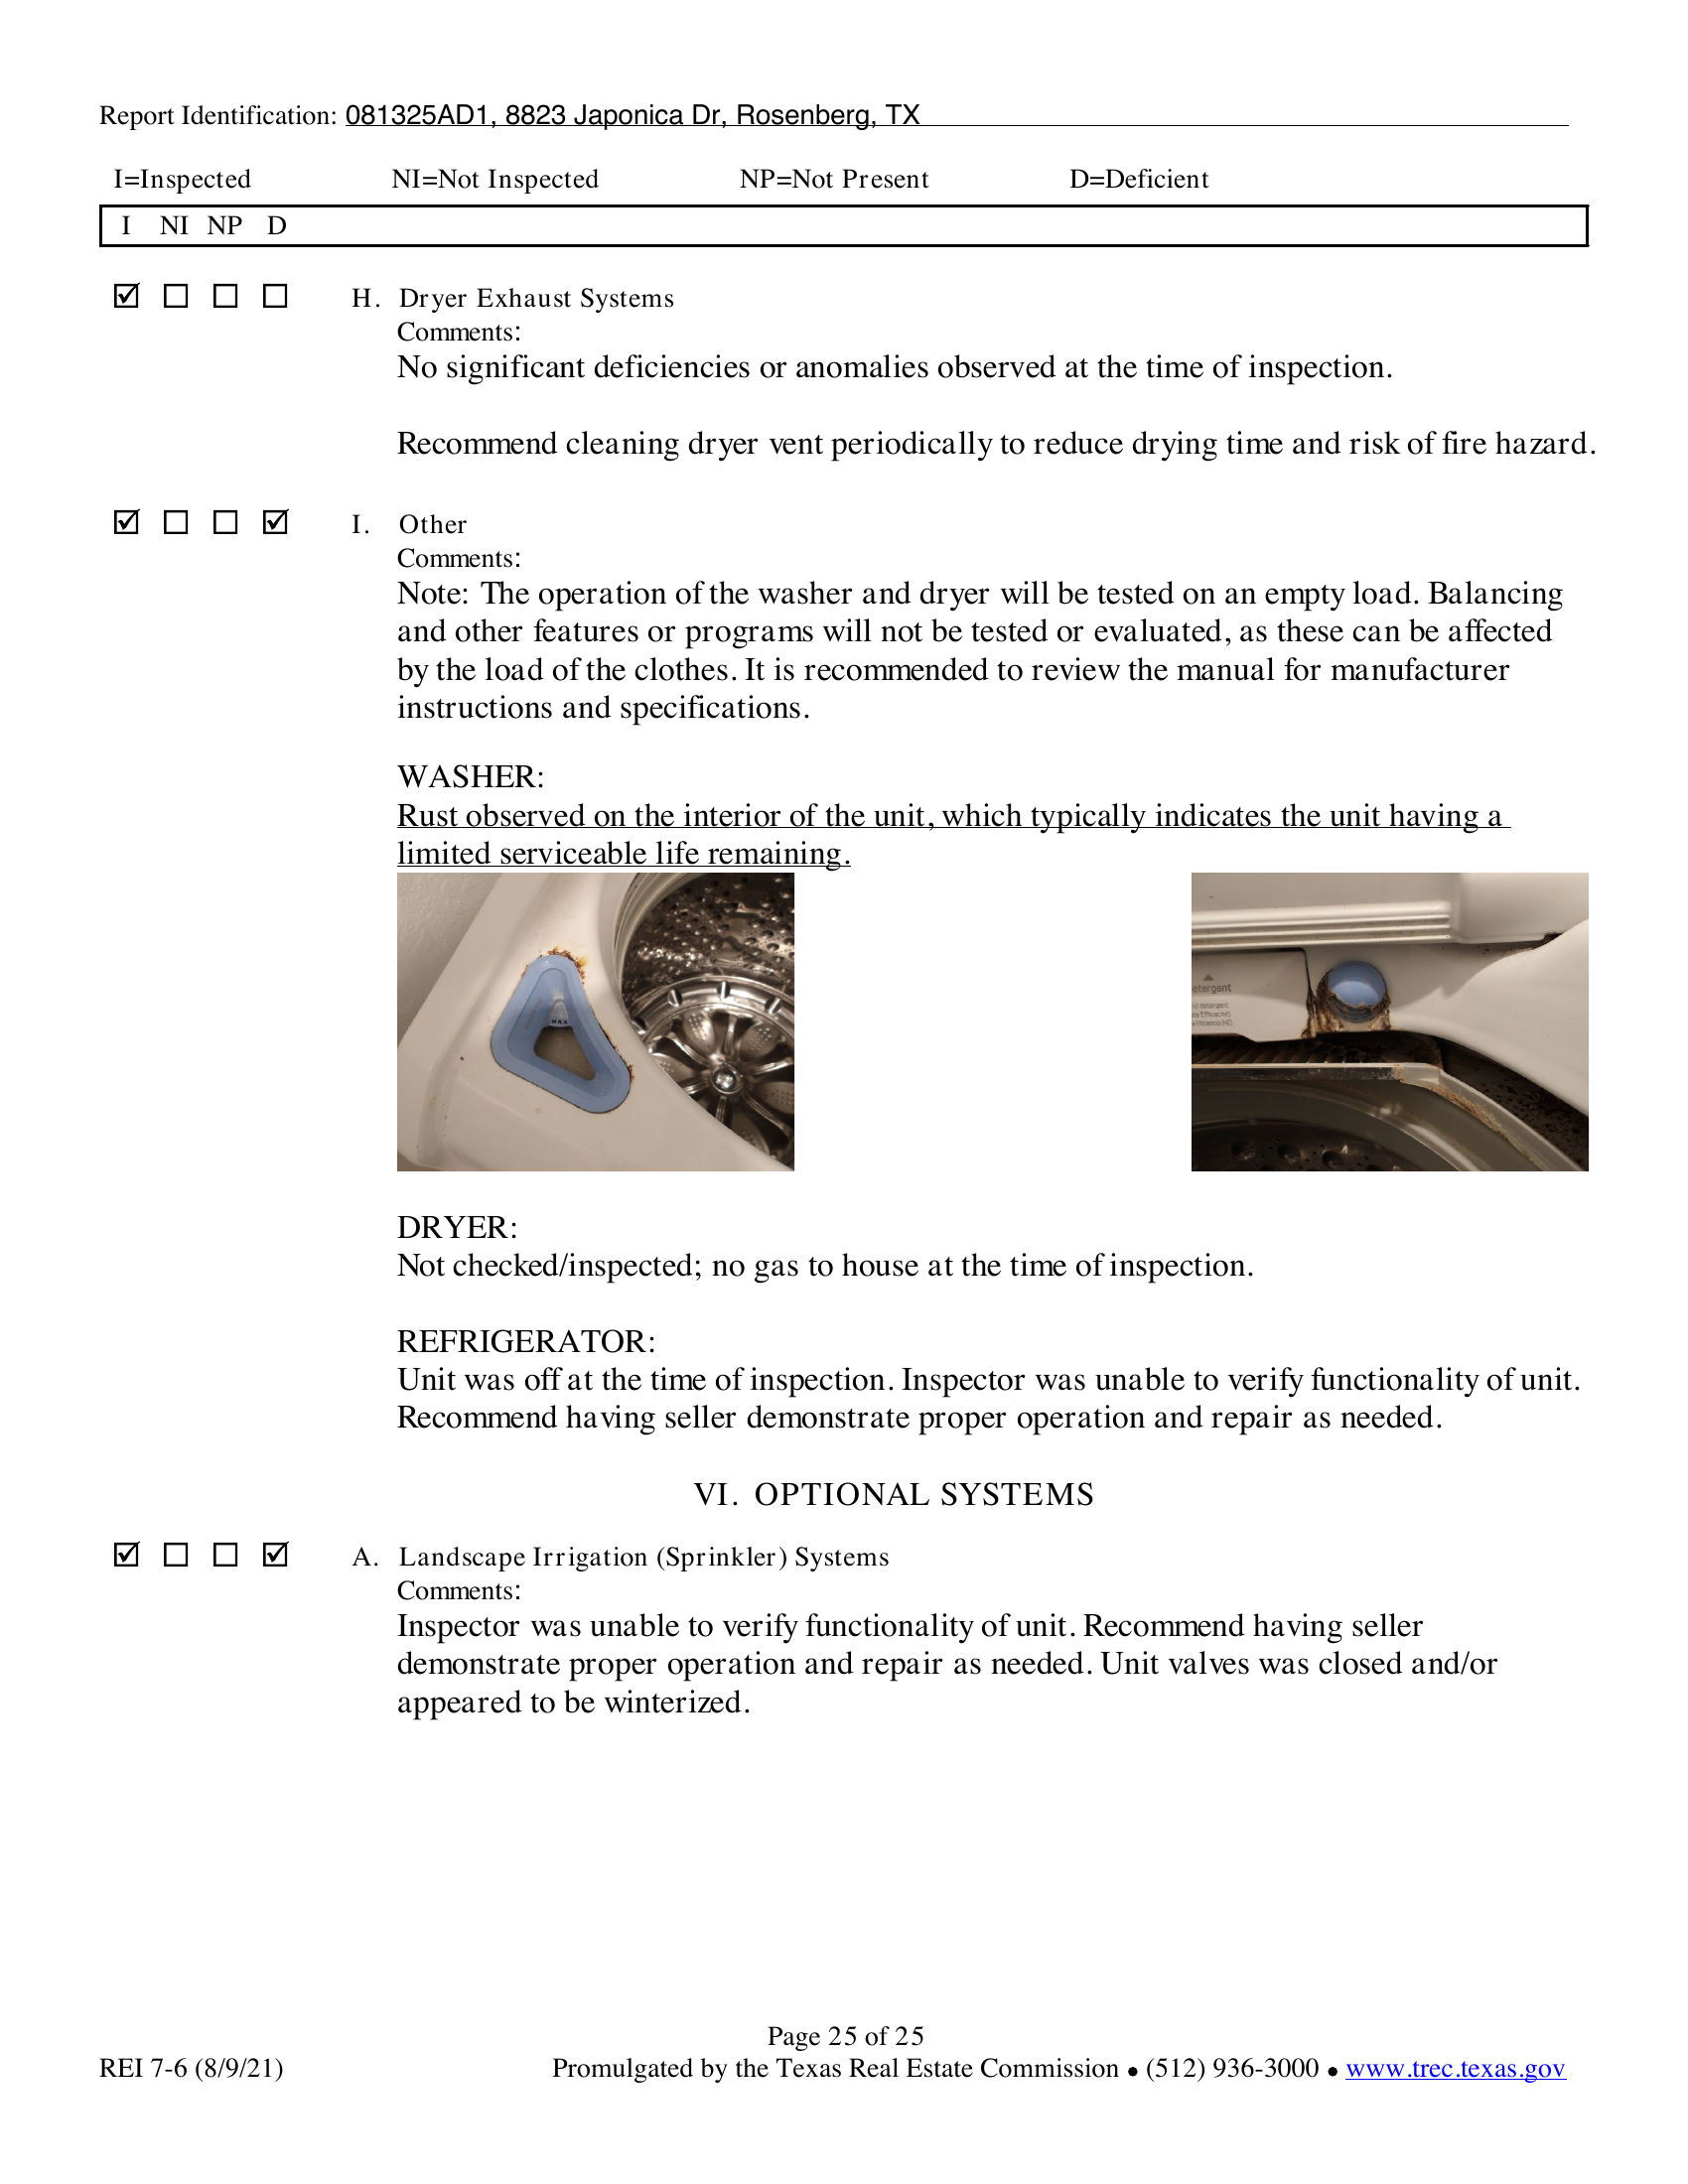 Report Identification: 081325AD1, 8823 Japonica Dr, Rosenberg, TX
I=Inspected NI=Not Inspected NP=Not Present D=Deficient
I NI NP D
H. Dryer Exhaust Systems
Comments:
No significant deficiencies or anomalies observed at the time of inspection.
Recommend cleaning dryer vent periodically to reduce drying time and risk of fire hazard.
I. Other
Comments:
Note: The operation of the washer and dryer will be tested on an empty load. Balancing
and other features or programs will not be tested or evaluated, as these can be affected
by the load of the clothes. It is recommended to review the manual for manufacturer
instructions and specifications.
WASHER:
Rust observed on the interior of the unit, which typically indicates the unit having a
limited serviceable life remaining.
MAX
etergent
DRYER:
Not checked/inspected; no gas to house at the time of inspection.
REFRIGERATOR:
Unit was off at the time of inspection. Inspector was unable to verify functionality of unit.
Recommend having seller demonstrate proper operation and repair as needed.
VI. OPTIONAL SYSTEMS
A. Landscape Irrigation (Sprinkler) Systems
Comments:
Inspector was unable to verify functionality of unit. Recommend having seller
demonstrate proper operation and repair as needed. Unit valves was closed and/or
appeared to be winterized.
Page 25 of 25
REI 7-6 (8/9/21) Promulgated by the Texas Real Estate Commission ● (512) 936-3000 ● www.trec.texas.gov